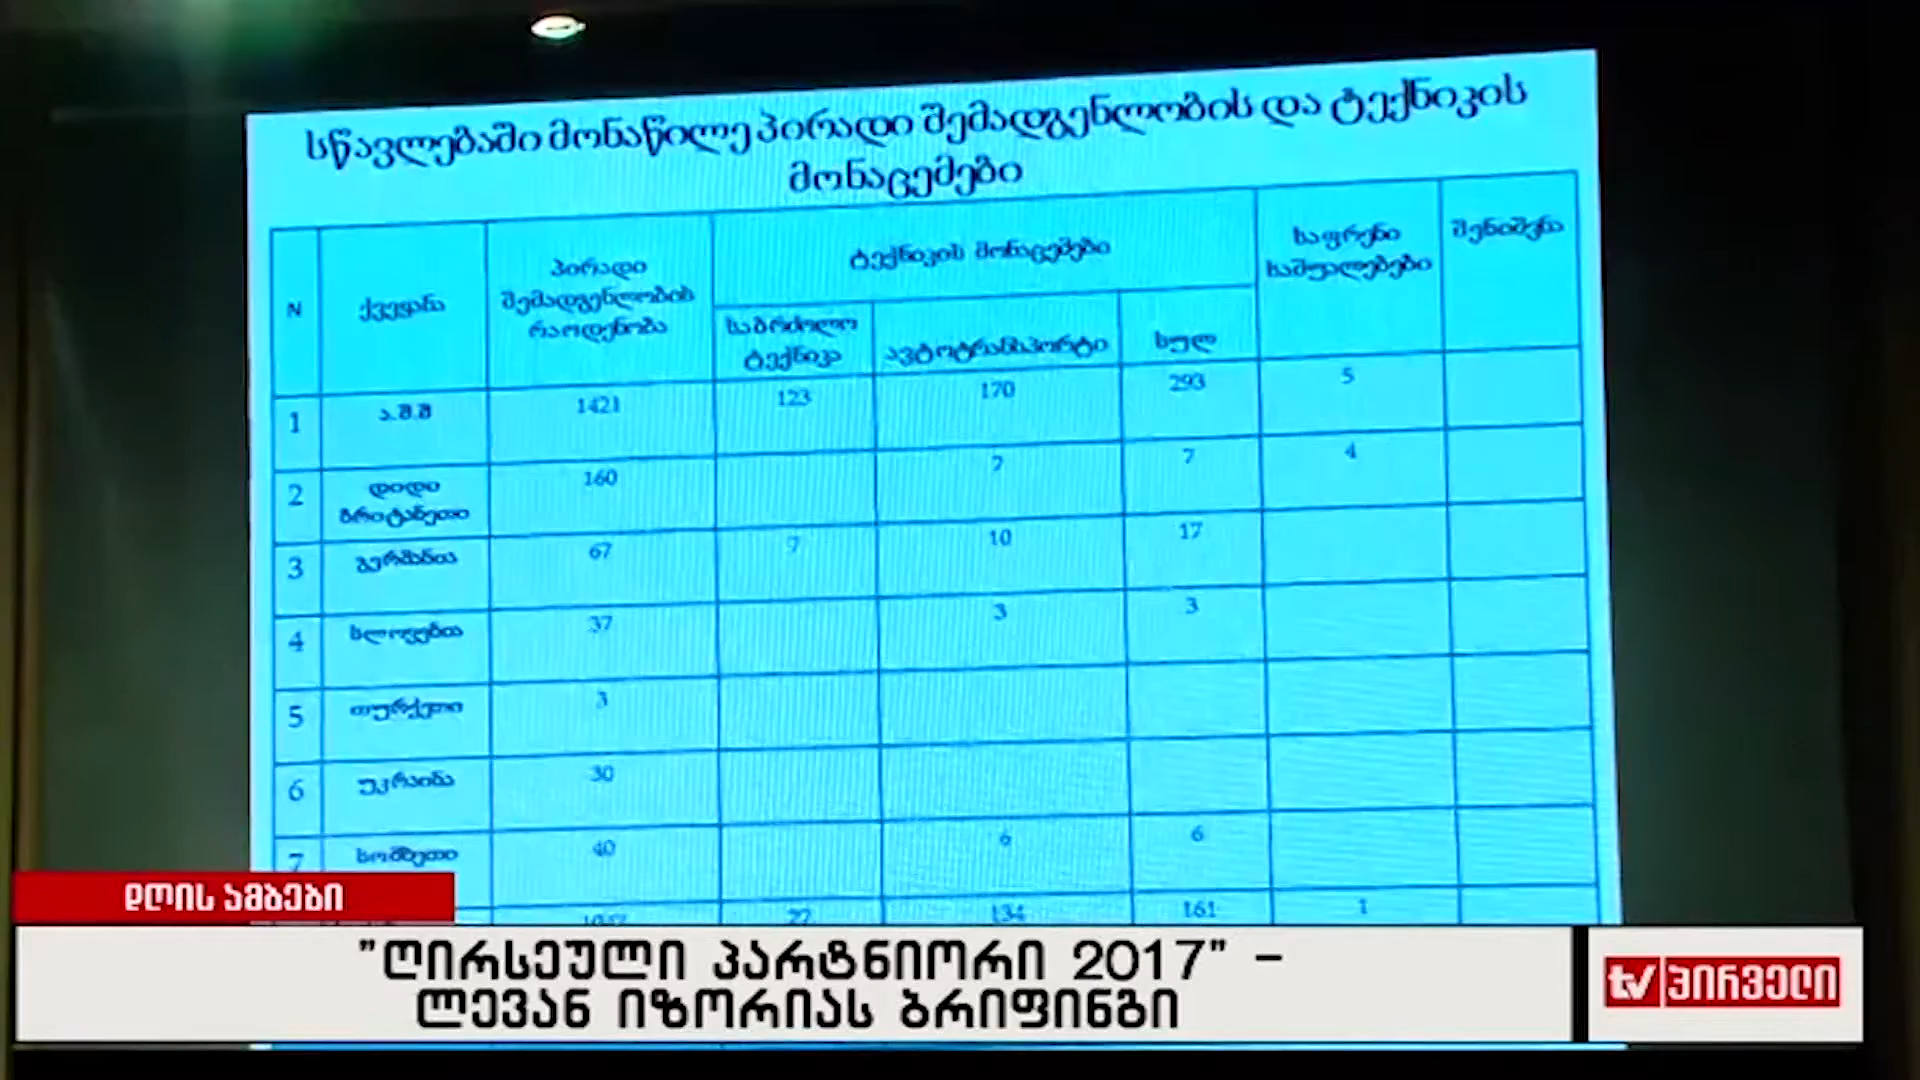 სწავლებაში მონაწილე პირადი შემადგენლობის და ტექნიკის
მონაცემები
N
ქვეყანა
პირადი
შემადგენლობის
რაოდენობა
ტექნიკის მონაცემები
საბრძოლო
ტექნიკა
ავტოტრანსპორტი
სულ
საფრენი
საშუალებები
შენიშვნა
1 ა.შ.შ 1421 123 170 293 5
2 დიდი
ბრიტანეთი
160 7 7 4
3 გერმანია 67 7 10 17
4 სლოვენია 37 3 3
5 თურქეთი 3
6 უკრაინა 30
7 სომხეთი 40 6 6
134 161 1
დღის ამბები
"ღირსეული პარტნიორი 2017" -
ლევან იზორიას ბრიფინგი
tv პირველი